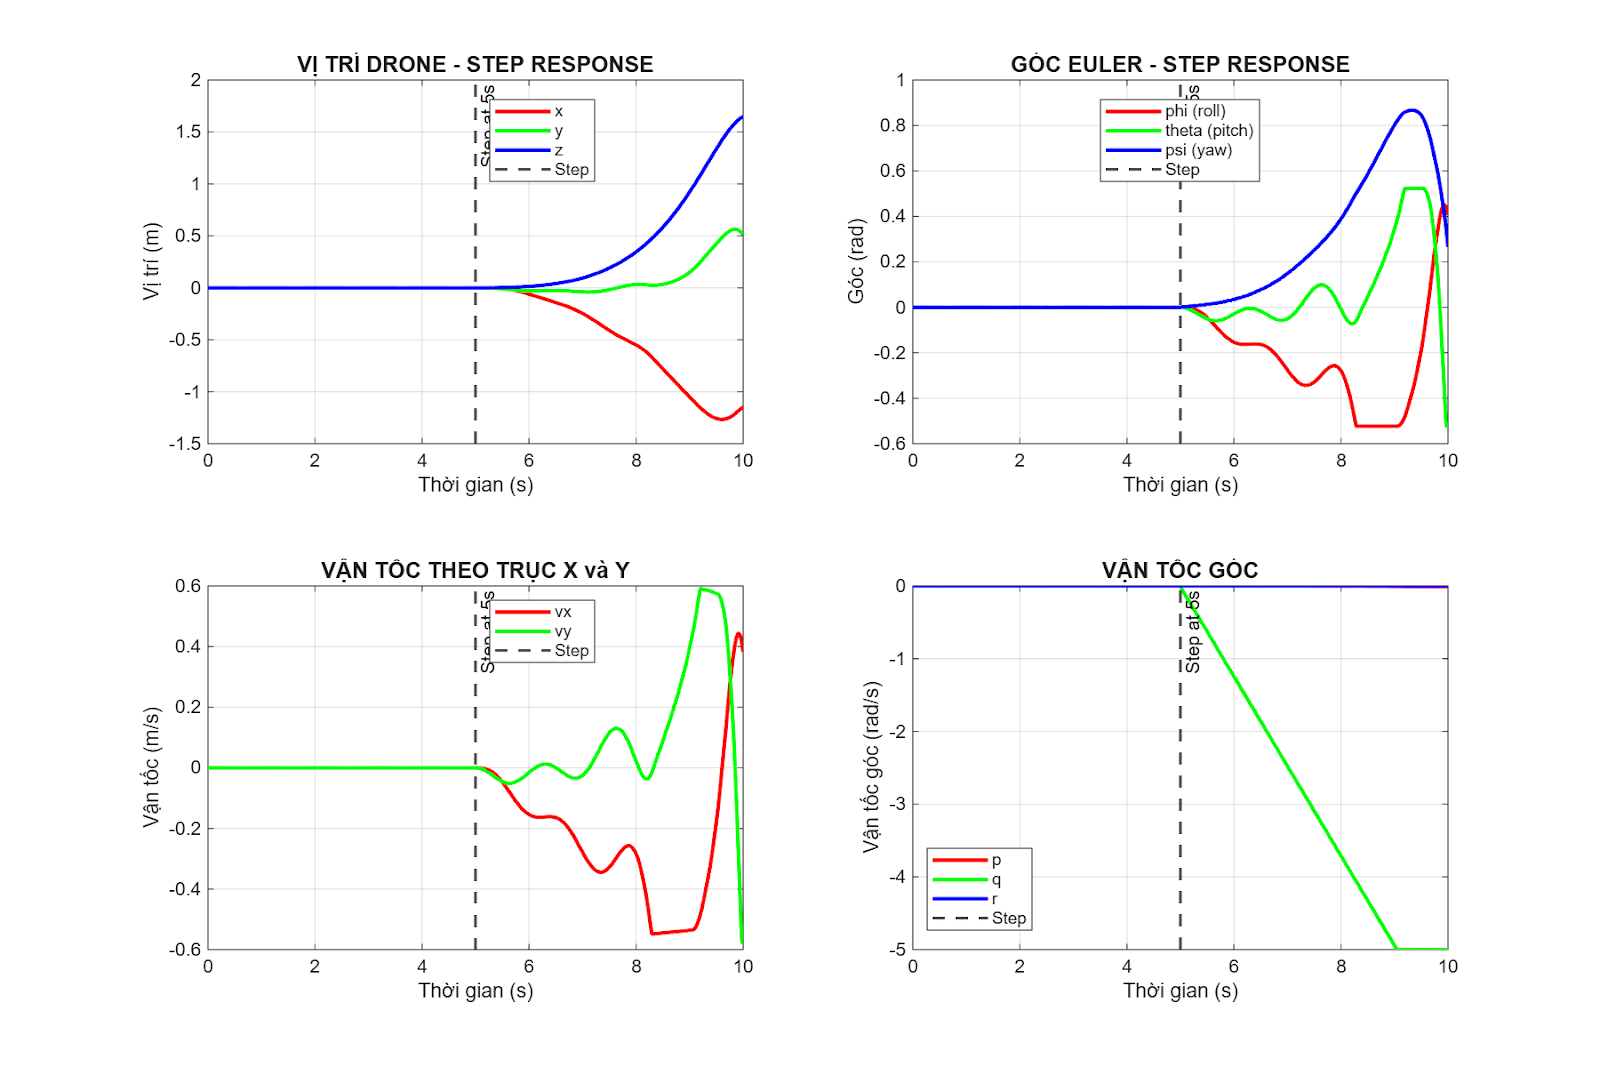 VỊ TRÍ DRONE - STEP RESPONSE
2
1.5
1
0.5
0
-0.5
-1
-1.5
Vị trí (m)
x
y
z
Step
0 2 4 6 8 10
Thời gian (s)
GÓC EULER - STEP RESPONSE
1
0.8
0.6
0.4
0.2
0
-0.2
-0.4
-0.6
Góc (rad)
5s
phi (roll)
theta (pitch)
psi (yaw)
Step
0 2 4 6 8 10
Thời gian (s)
VẬN TỐC THEO TRỤC X và Y
0.6
0.4
0.2
0
-0.2
-0.4
-0.6
Vận tốc (m/s)
Step at 5s
vx
vy
Step
0 2 4 6 8 10
Thời gian (s)
VẬN TỐC GÓC
0
-1
-2
-3
-4
-5
Vận tốc góc (rad/s)
Step at 5s
p
q
r
Step
0 2 4 6 8 10
Thời gian (s)